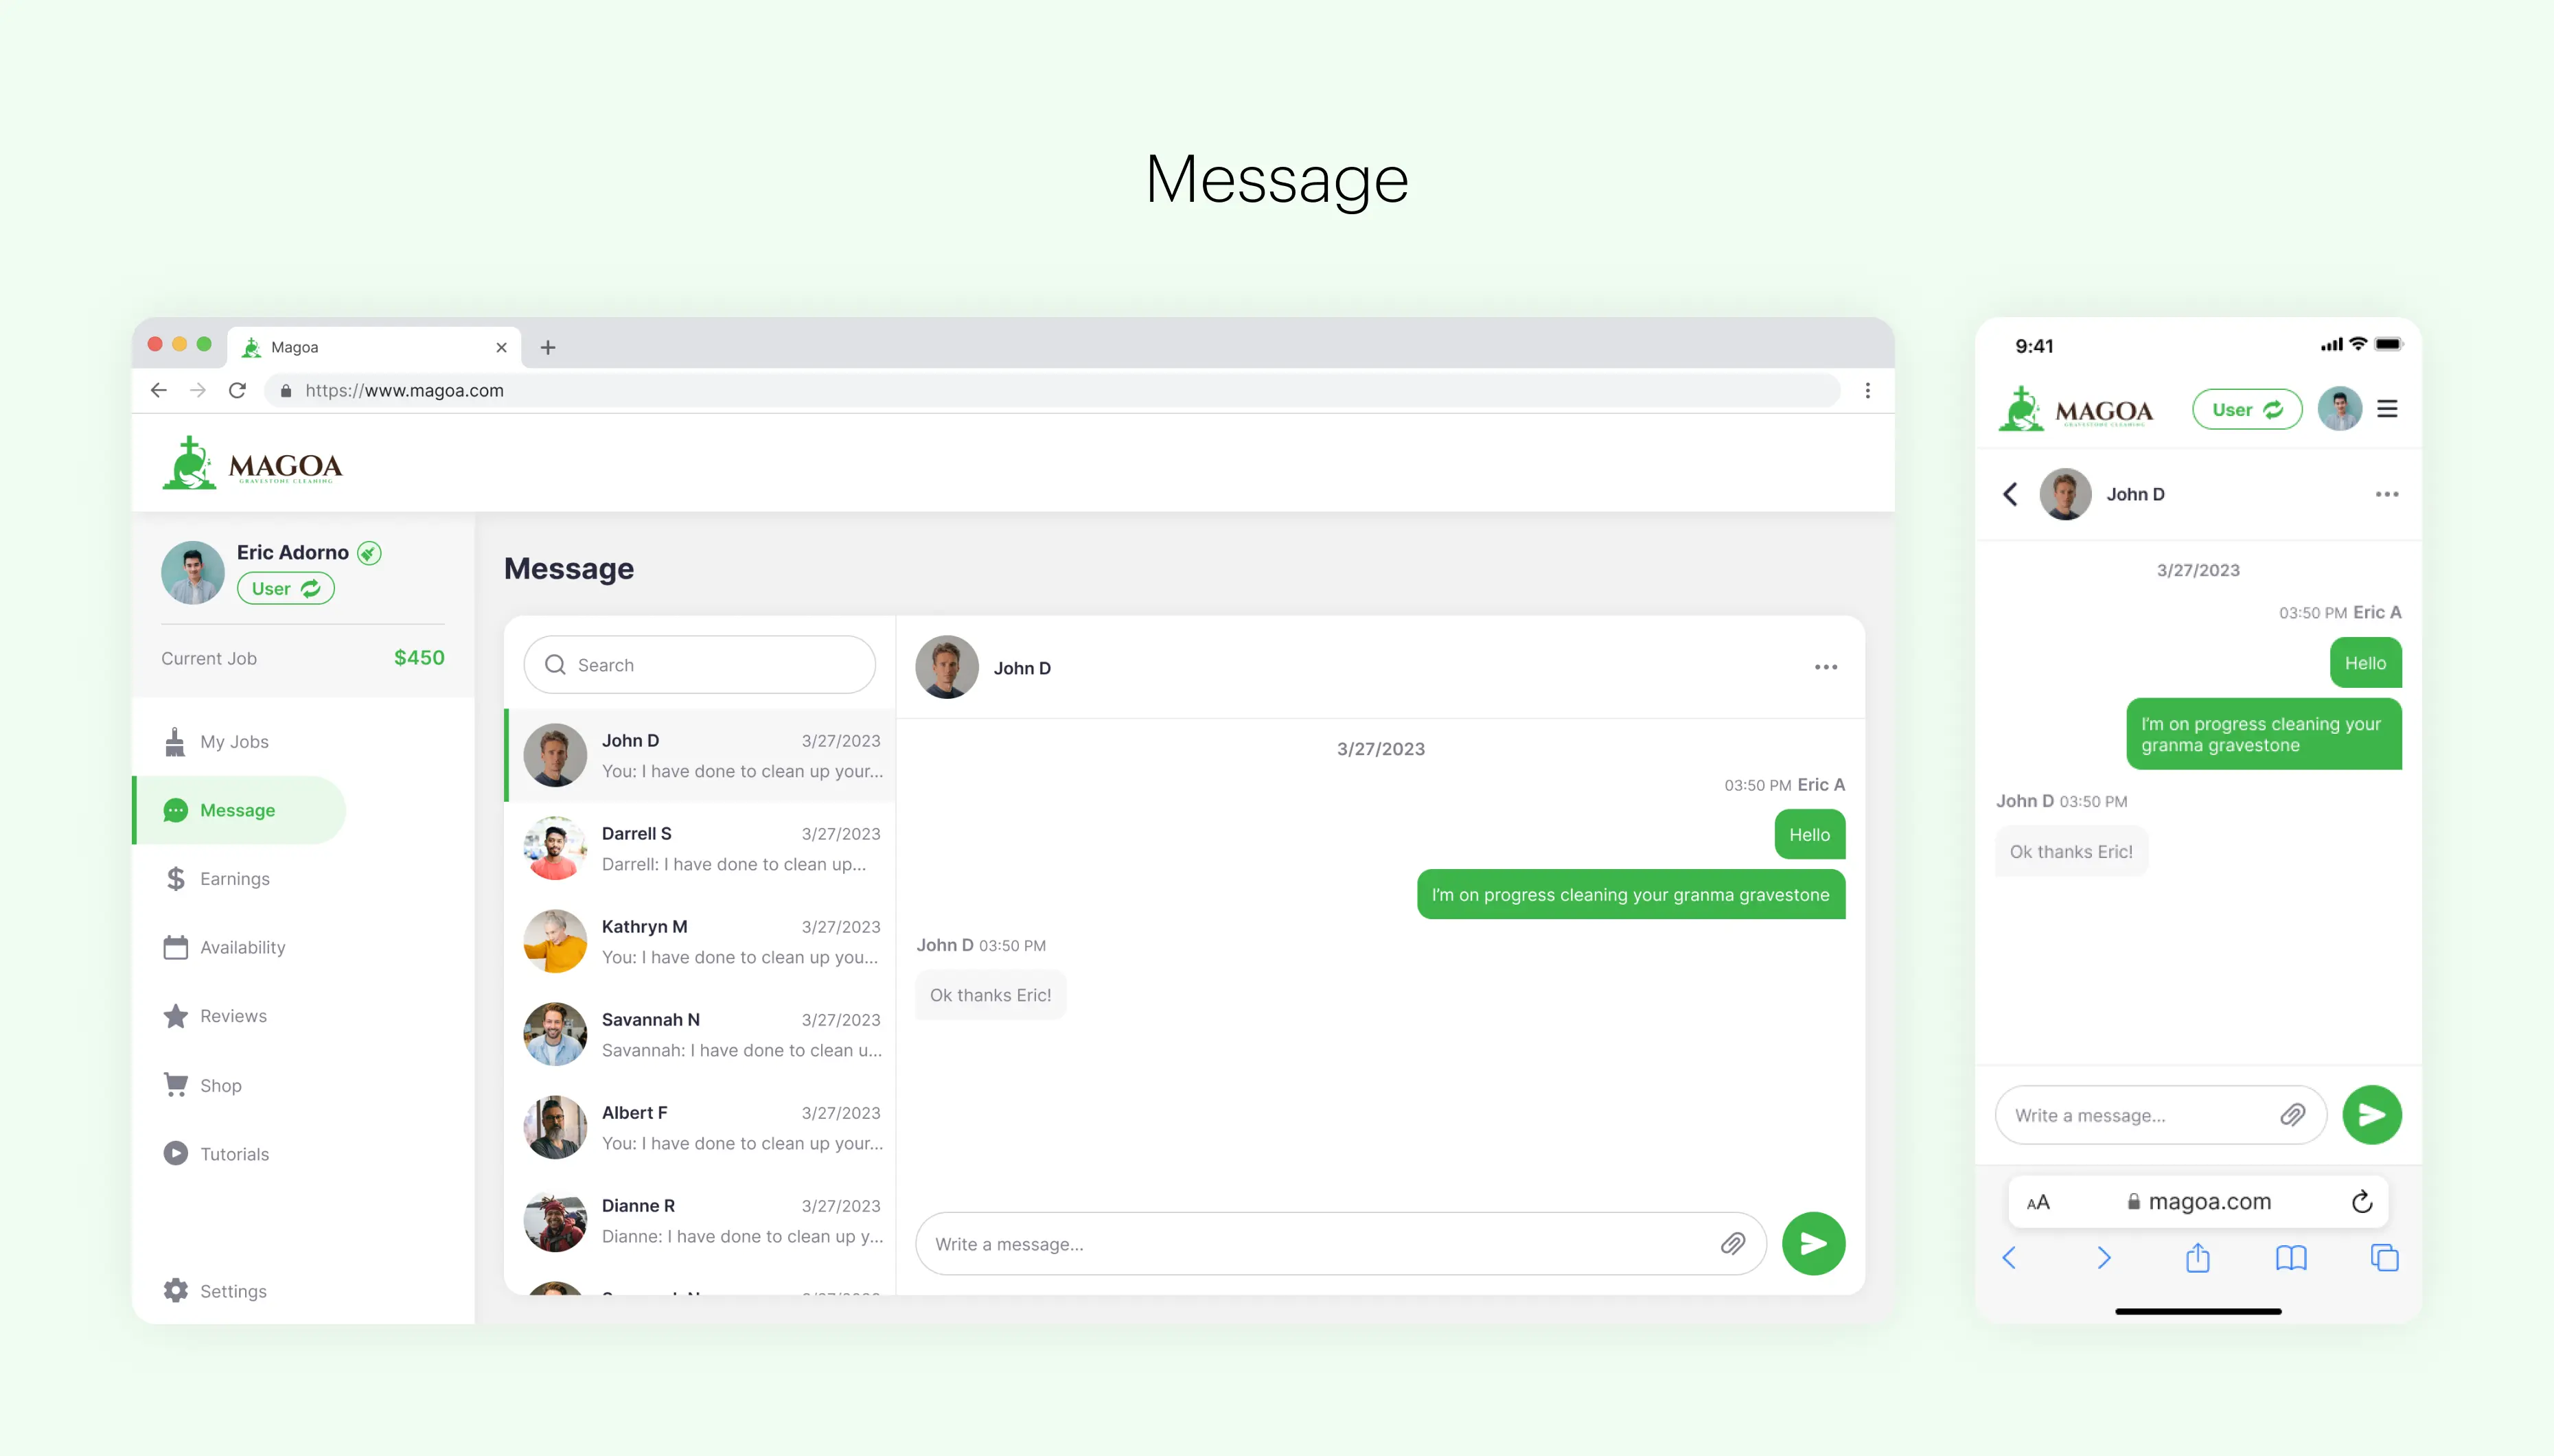 Message
Magoa
https://www.magoa.com
MAGOA
GRAVESTONE CLEANING
Eric Adorno
User
Current Job
$450
My Jobs
Message
Earnings
Availability
Reviews
Shop
Tutorials
Settings
Message
Search
John D
3/27/2023
You: I have done to clean up your...
Darrell S
3/27/2023
Darrell: I have done to clean up...
Kathryn M
3/27/2023
You: I have done to clean up you...
Savannah N
3/27/2023
Savannah: I have done to clean u...
Albert F
3/27/2023
You: I have done to clean up your...
Dianne R
3/27/2023
Dianne: I have done to clean up y...
John D
3/27/2023
03:50 PM Eric A
Hello
I'm on progress cleaning your granma gravestone
John D 03:50 PM
Ok thanks Eric!
Write a message...
9:41
MAGOA
GRAVESTONE CLEANING
User
John D
3/27/2023
03:50 PM Eric A
Hello
I'm on progress cleaning your
granma gravestone
John D 03:50 PM
Ok thanks Eric!
Write a message...
AA
magoa.com